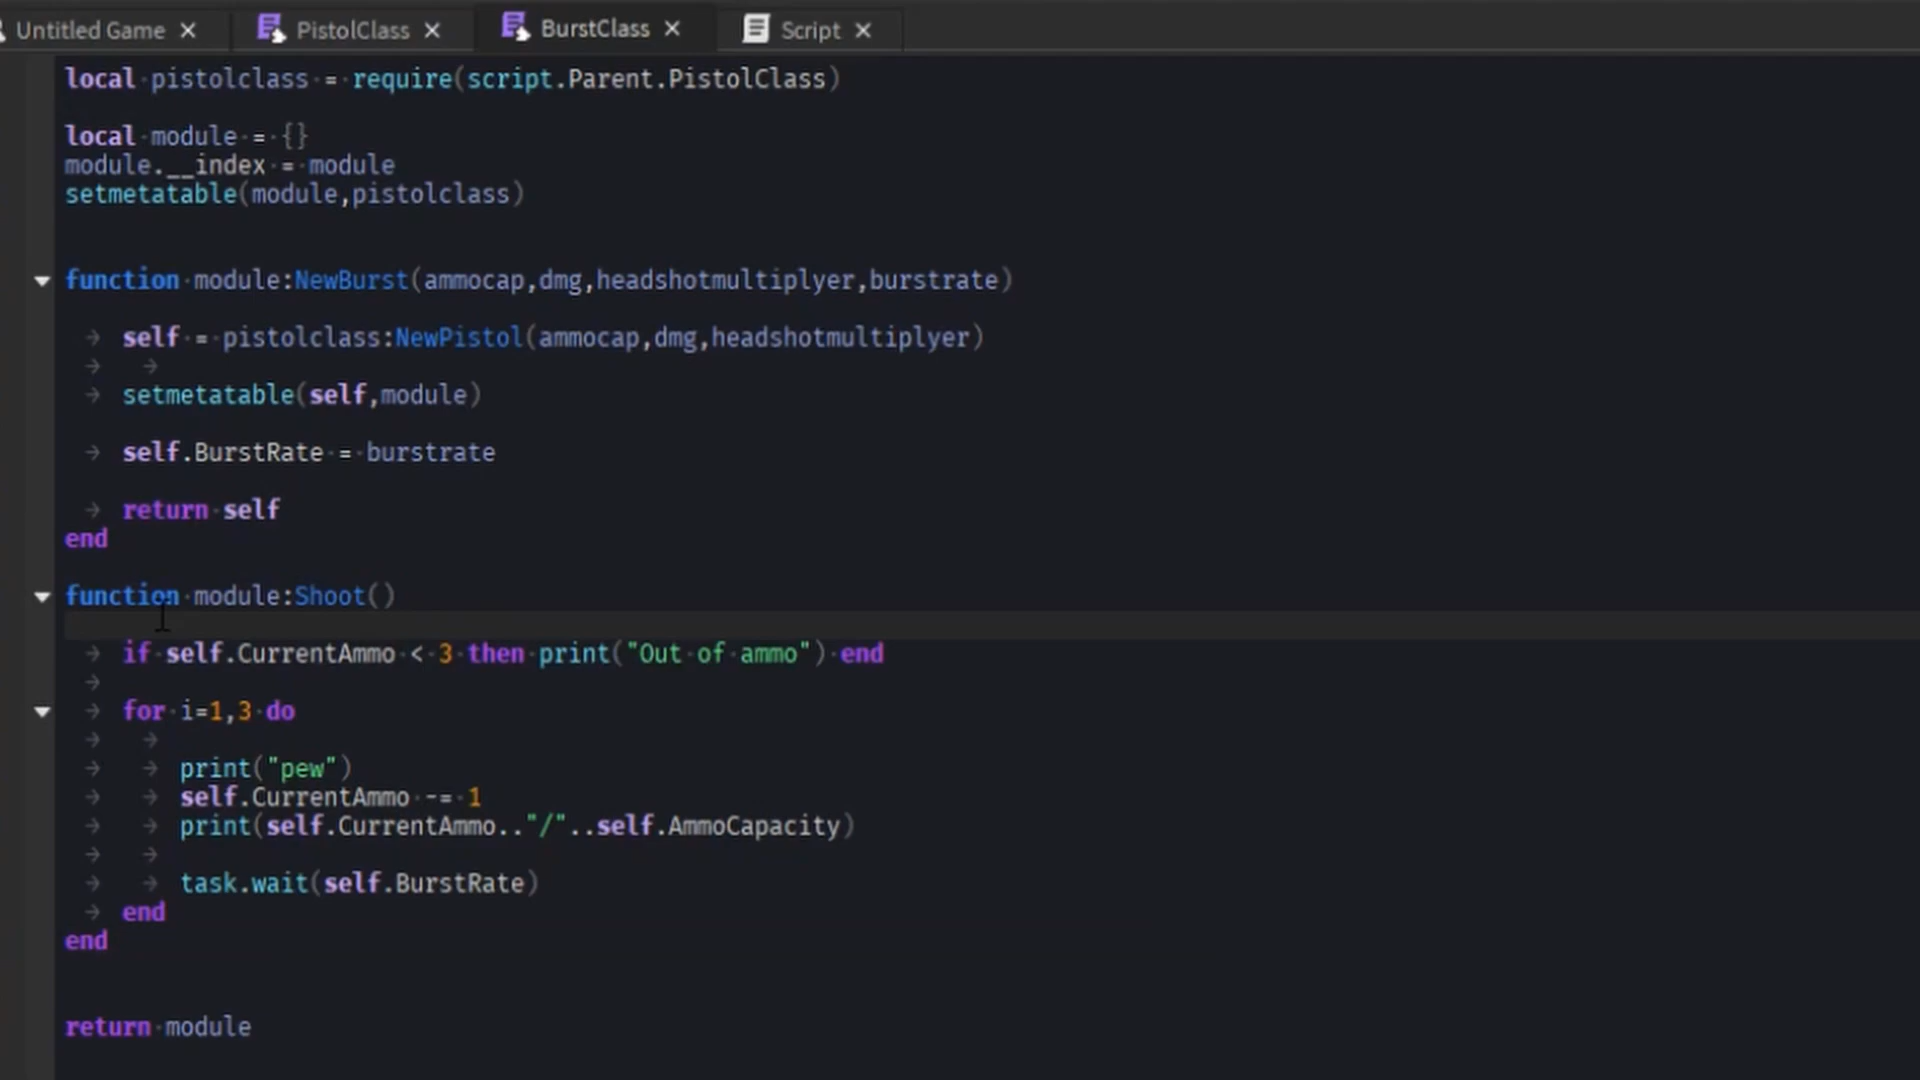 Untitled Game
PistolClass
BurstClass
Script
local pistolclass = require(script.Parent.PistolClass)
local module = {}
module.__index = module
setmetatable(module,pistolclass)
function module:NewBurst(ammocap,dmg,headshotmultiplyer,burstrate)
self = pistolclass:NewPistol(ammocap,dmg,headshotmultiplyer)
setmetatable(self,module)
self.BurstRate = burstrate
return self
end
function module:Shoot()
if self.CurrentAmmo < 3 then print("Out of ammo") end
for i=1,3 do
print("pew")
self.CurrentAmmo -= 1
print(self.CurrentAmmo.."/"..self.AmmoCapacity)
task.wait(self.BurstRate)
end
end
return module